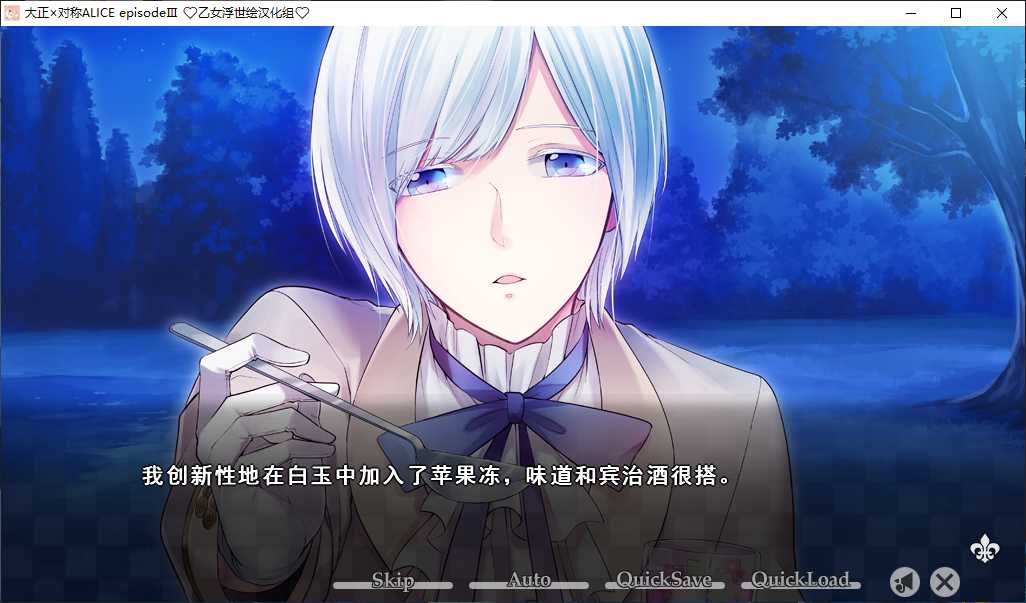 大正×对称ALICE episodeⅢ ♡乙女浮世绘汉化组♡
我创新性地在白玉中加入了苹果冻，味道和宾治酒很搭。
Skip Auto QuickSave QuickLoad